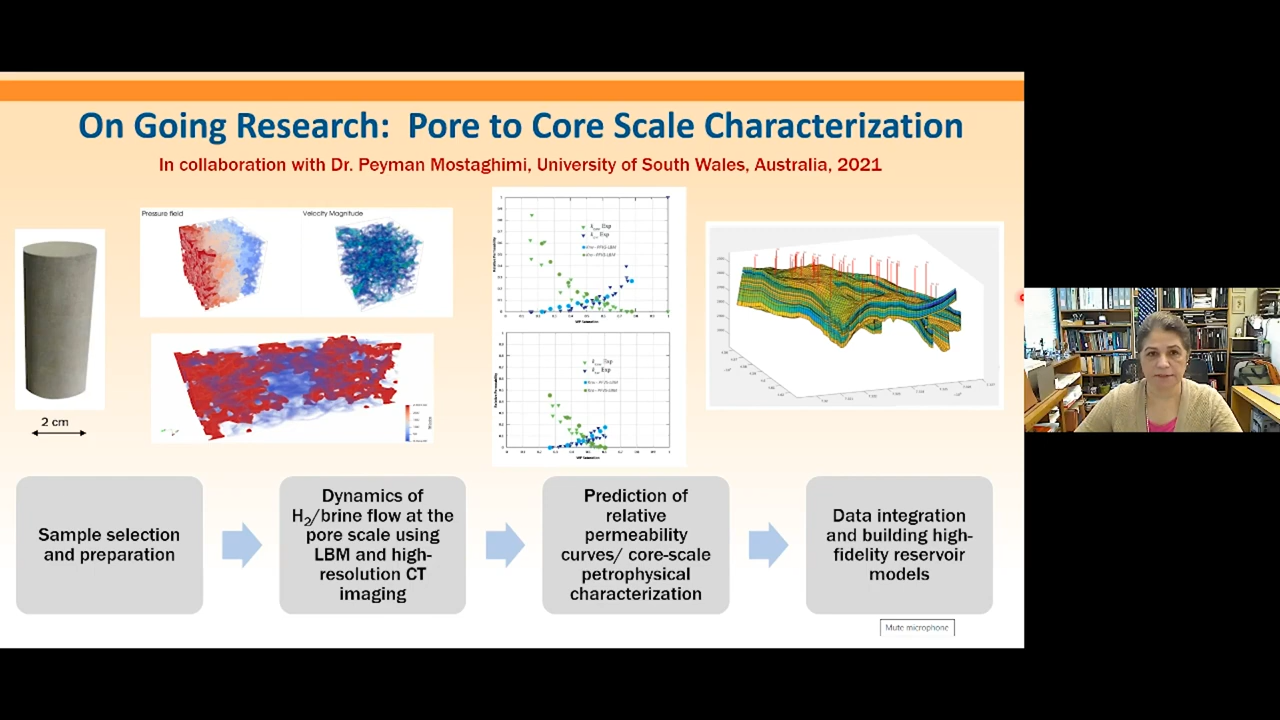 On Going Research: Pore to Core Scale Characterization
In collaboration with Dr. Peyman Mostaghimi, University of South Wales, Australia, 2021
Pressure field
Velocity Magnitude
2 cm
Sample selection
and preparation
Dynamics of
H₂/brine flow at the
pore scale using
LBM and high-
resolution CT
imaging
Prediction of
relative
permeability
curves/ core-scale
petrophysical
characterization
Data integration
and building high-
fidelity reservoir
models
Mute microphone